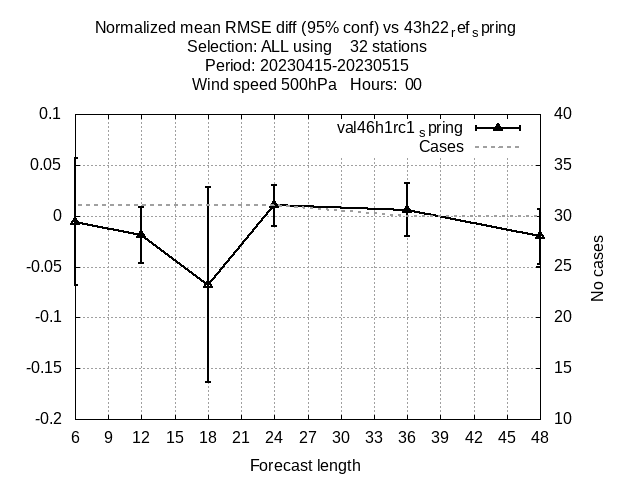 Normalized mean RMSE diff (95% conf) vs 43h22refspring
Selection: ALL using 32 stations
Period: 20230415-20230515
Wind speed 500hPa Hours: 00
val46h1rc1spring
Cases
0.1
0.05
0
-0.05
-0.1
-0.15
-0.2
40
35
30
25
20
15
10
No cases
6 9 12 15 18 21 24 27 30 33 36 39 42 45 48
Forecast length